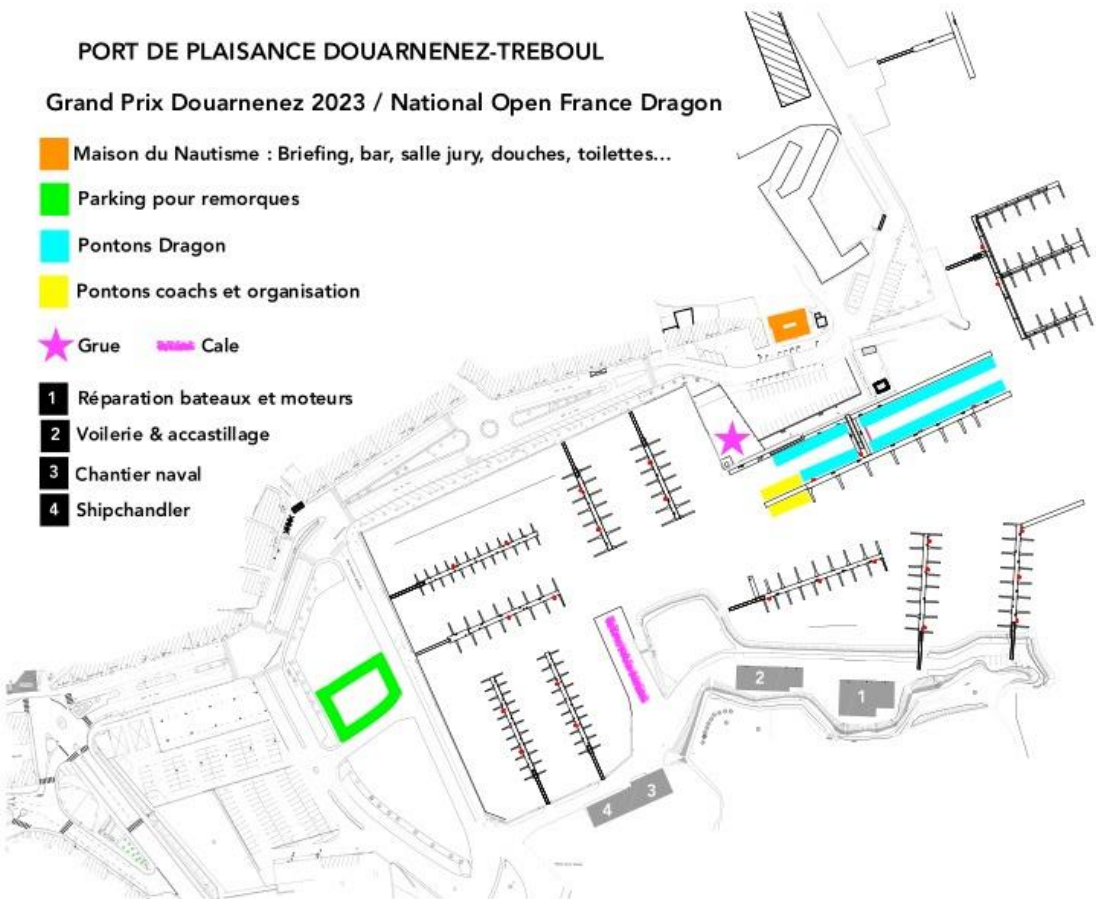 PORT DE PLAISANCE DOUARNENEZ-TREBOUL
Grand Prix Douarnenez 2023 / National Open France Dragon
Maison du Nautisme : Briefing, bar, salle jury, douches, toilettes...
Parking pour remorques
Pontons Dragon
Pontons coachs et organisation
Grue Cale
1 Réparation bateaux et moteurs
2 Voilerie & accastillage
3 Chantier naval
4 Shipchandler
2
1
3
4